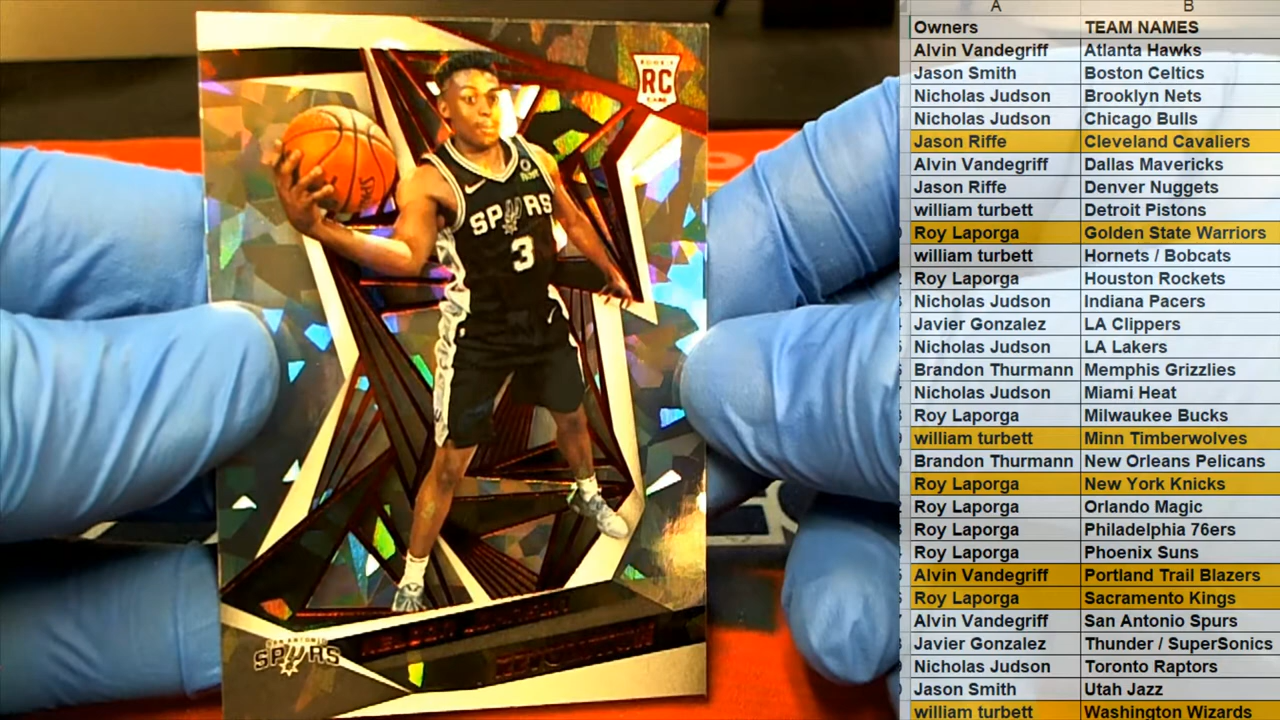 ROOKIE
RC
CARD
SPURS
3
SPALDING
SPURS
A B
Owners TEAM NAMES
Alvin Vandegriff Atlanta Hawks
Jason Smith Boston Celtics
Nicholas Judson Brooklyn Nets
Nicholas Judson Chicago Bulls
Jason Riffe Cleveland Cavaliers
Alvin Vandegriff Dallas Mavericks
Jason Riffe Denver Nuggets
william turbett Detroit Pistons
Roy Laporga Golden State Warriors
william turbett Hornets / Bobcats
Roy Laporga Houston Rockets
Nicholas Judson Indiana Pacers
Javier Gonzalez LA Clippers
Nicholas Judson LA Lakers
Brandon Thurmann Memphis Grizzlies
Nicholas Judson Miami Heat
Roy Laporga Milwaukee Bucks
william turbett Minn Timberwolves
Brandon Thurmann New Orleans Pelicans
Roy Laporga New York Knicks
Roy Laporga Orlando Magic
Roy Laporga Philadelphia 76ers
Roy Laporga Phoenix Suns
Alvin Vandegriff Portland Trail Blazers
Roy Laporga Sacramento Kings
Alvin Vandegriff San Antonio Spurs
Javier Gonzalez Thunder / SuperSonics
Nicholas Judson Toronto Raptors
Jason Smith Utah Jazz
william turbett Washington Wizards